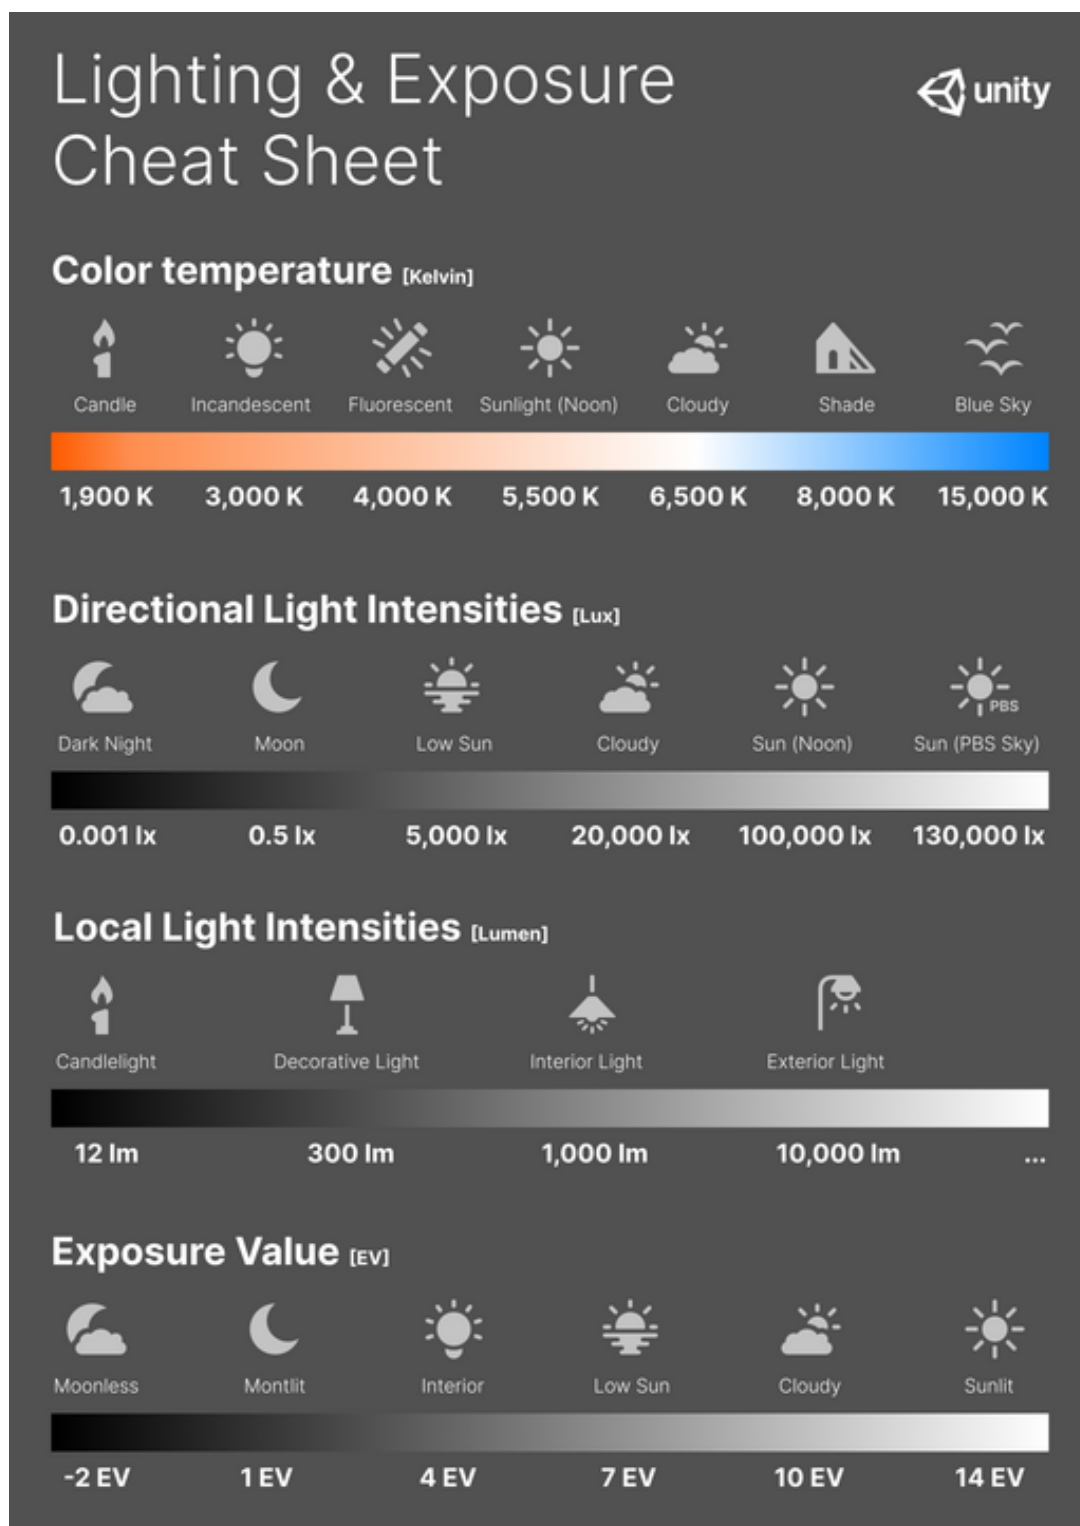 Lighting & Exposure
Cheat Sheet
unity
Color temperature [Kelvin]
Candle Incandescent Fluorescent Sunlight (Noon) Cloudy Shade Blue Sky
1,900 K 3,000 K 4,000 K 5,500 K 6,500 K 8,000 K 15,000 K
Directional Light Intensities [Lux]
PBS
Dark Night Moon Low Sun Cloudy Sun (Noon) Sun (PBS Sky)
0.001 lx 0.5 lx 5,000 lx 20,000 lx 100,000 lx 130,000 lx
Local Light Intensities [Lumen]
Candlelight Decorative Light Interior Light Exterior Light
12 lm 300 lm 1,000 lm 10,000 lm ...
Exposure Value [EV]
Moonless Montlit Interior Low Sun Cloudy Sunlit
-2 EV 1 EV 4 EV 7 EV 10 EV 14 EV